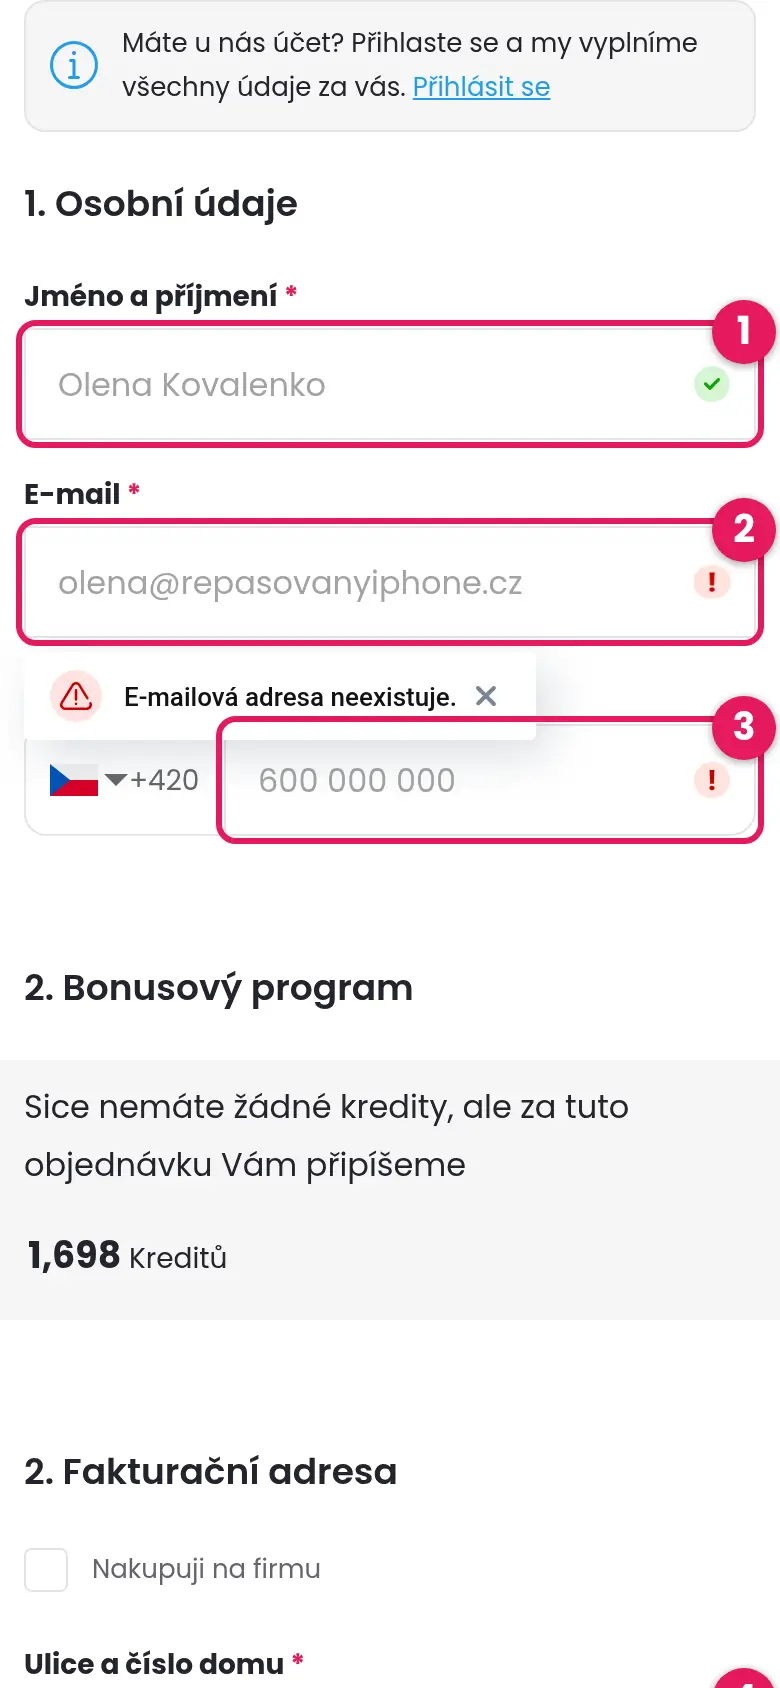 Máte u nás účet? Přihlaste se a my vyplníme
všechny údaje za vás. Přihlásit se
1. Osobní údaje
Jméno a příjmení *
1
Olena Kovalenko
E-mail *
2
olena@repasovanyiphone.cz
!
E-mailová adresa neexistuje.
3
+420 600 000 000
!
2. Bonusový program
Sice nemáte žádné kredity, ale za tuto
objednávku Vám připíšeme
1,698 Kreditů
2. Fakturační adresa
Nakupuji na firmu
Ulice a číslo domu *